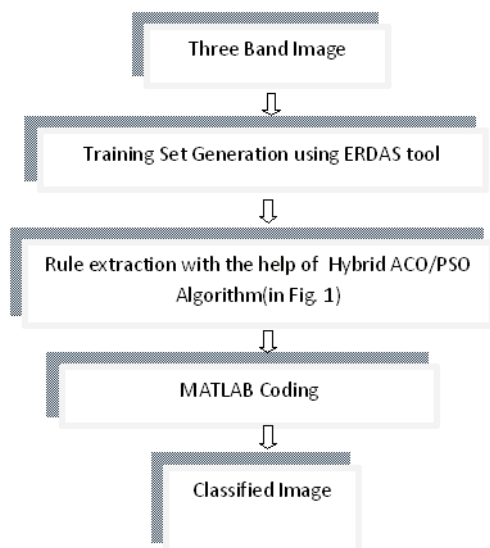 Three Band Image
Training Set Generation using ERDAS tool
Rule extraction with the help of Hybrid ACO/PSO
Algorithm(in Fig. 1)
MATLAB Coding
Classified Image